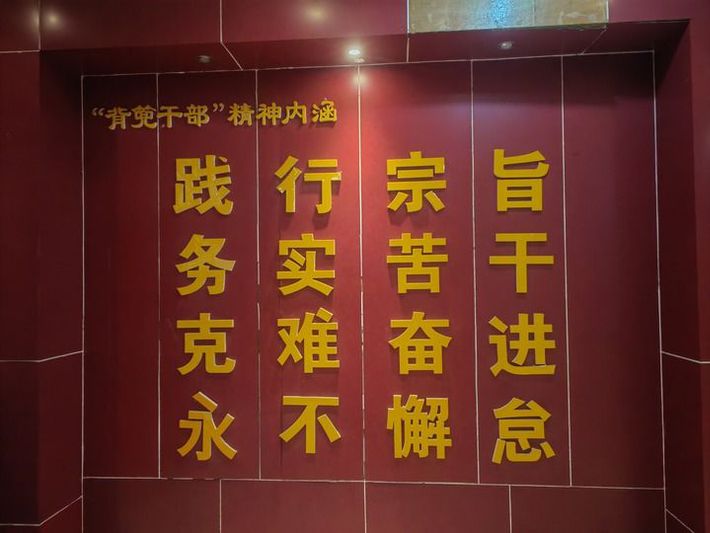 “背篼干部”精神内涵
践行宗旨
务实苦干
克难奋进
永不懈怠